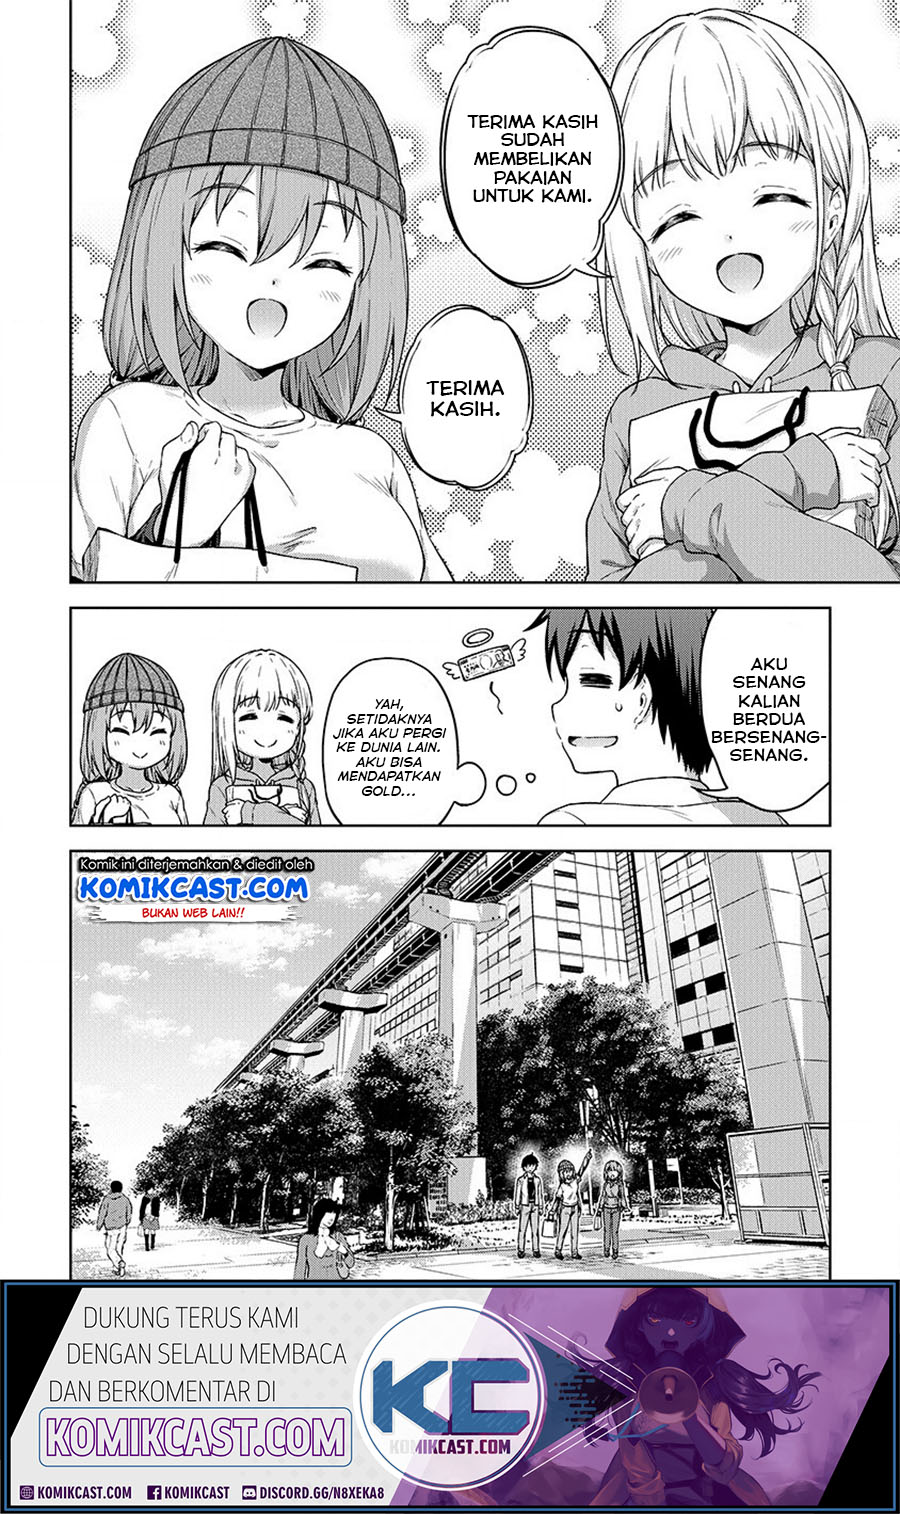 TERIMA KASIH
SUDAH
MEMBELIKAN
PAKAIAN
UNTUK KAMI.
TERIMA
KASIH.
AKU
SENANG
KALIAN
BERDUA
BERSENANG-
SENANG.
YAH,
SETIDAKNYA
JIKA AKU PERGI
KE DUNIA LAIN.
AKU BISA
MENDAPATKAN
GOLD...
Komik ini diterjemahkan & diedit oleh
KOMIKCAST.COM
BUKAN WEB LAIN!!
DUKUNG TERUS KAMI
DENGAN SELALU MEMBACA
DAN BERKOMENTAR DI
KOMIKCAST.COM
KC
KOMIKCAST.COM
KOMIKCAST.COM
KOMIKCAST
DISCORD.GG/N8XEKA8